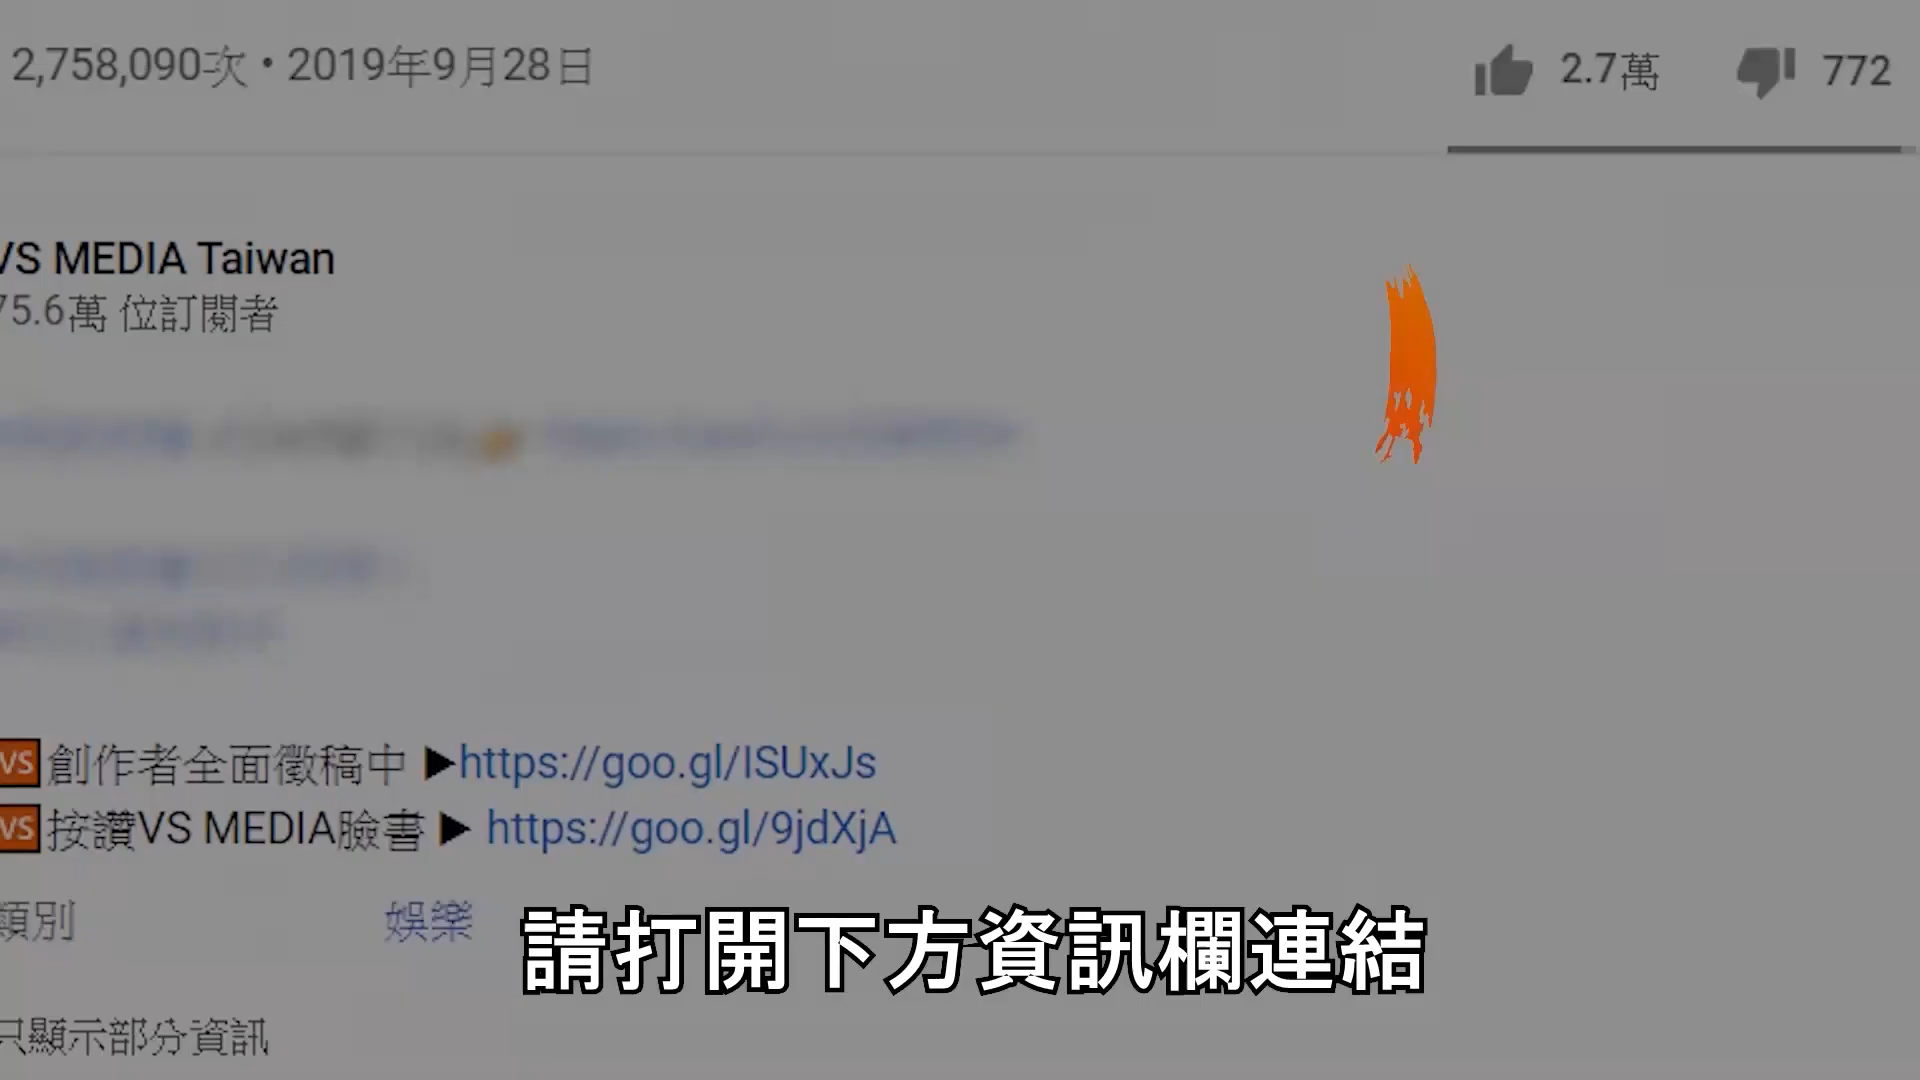 2,758,090次 • 2019年9月28日
2.7萬
772
VS MEDIA Taiwan
75.6萬 位訂閱者
VS 創作者全面徵稿中 ▶https://goo.gl/ISUxJs
VS 按讚VS MEDIA臉書 ▶ https://goo.gl/9jdXjA
類別 娛樂
請打開下方資訊欄連結
只顯示部分資訊